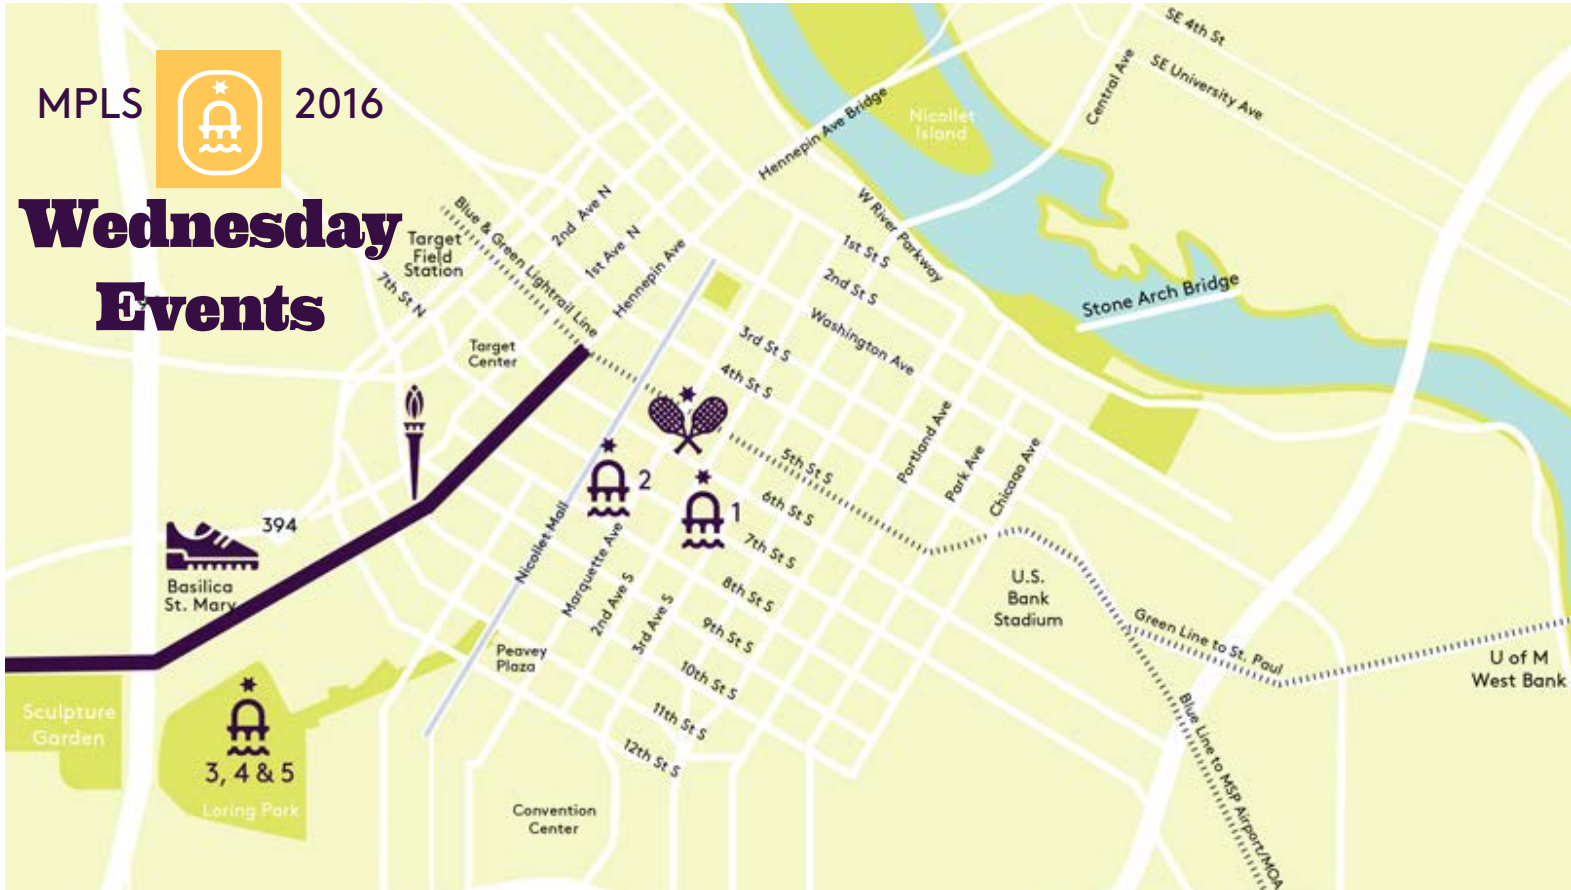 MPLS 2016
Wednesday
Events
SE 4th St
SE University Ave
Central Ave
Hennepin Ave Bridge
Nicollet
Island
W River Parkway
Stone Arch Bridge
Blue & Green Lightrail Line
2nd Ave N
1st Ave N
Hennepin Ave
Target
Field
Station
7th St N
Target
Center
1st St S
2nd St S
Washington Ave
3rd St S
4th St S
5th St S
6th St S
7th St S
8th St S
9th St S
10th St S
11th St S
12th St S
Portland Ave
Park Ave
Chicago Ave
2
1
394
Basilica
St. Mary
Nicollet Mall
Marquette Ave
2nd Ave S
3rd Ave S
Peavey
Plaza
U.S.
Bank
Stadium
Green Line to St. Paul
U of M
West Bank
Blue Line to MSP Airport/MOA
Sculpture
Garden
3, 4 & 5
Loring Park
Convention
Center